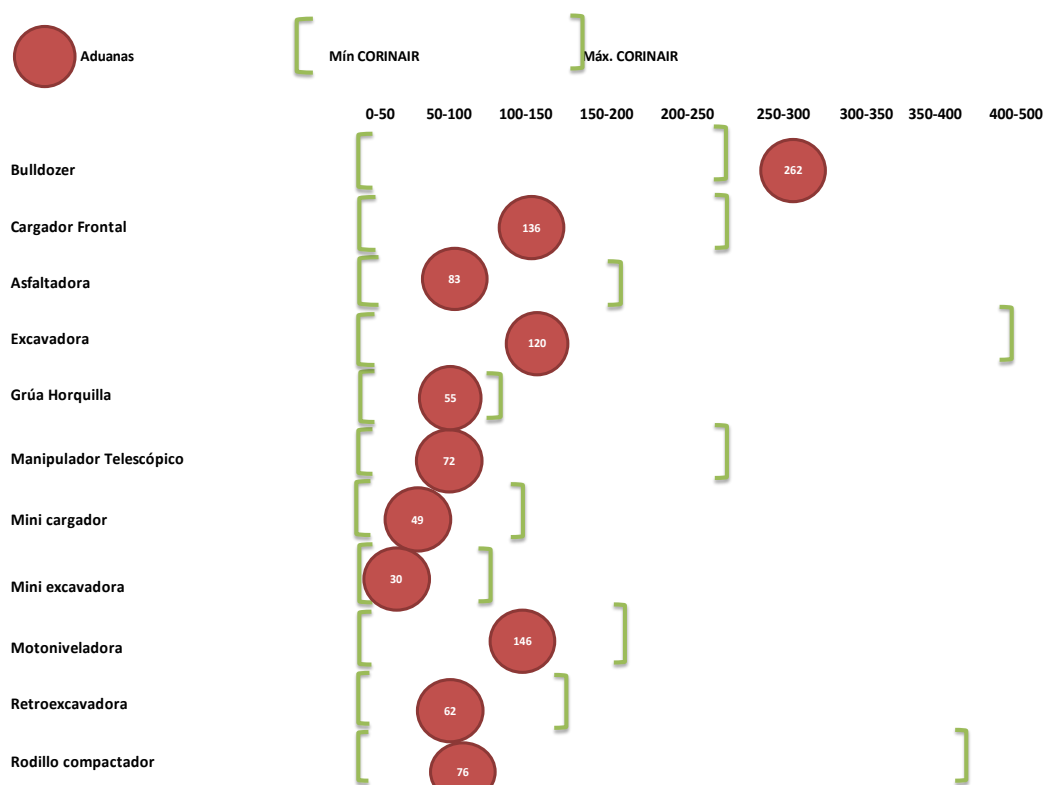 Aduanas Mín CORINAIR Máx. CORINAIR
0-50 50-100 100-150 150-200 200-250 250-300 300-350 350-400 400-500
Bulldozer 262
Cargador Frontal 136
Asfaltadora 83
Excavadora 120
Grúa Horquilla 55
Manipulador Telescópico 72
Mini cargador 49
Mini excavadora 30
Motoniveladora 146
Retroexcavadora 62
Rodillo compactador 76